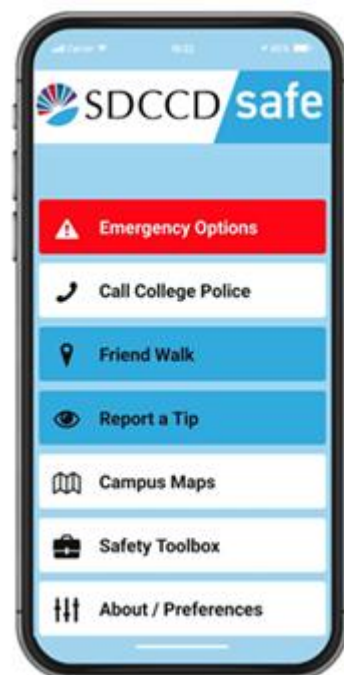 SDCCD safe
Emergency Options
Call College Police
Friend Walk
Report a Tip
Campus Maps
Safety Toolbox
About / Preferences